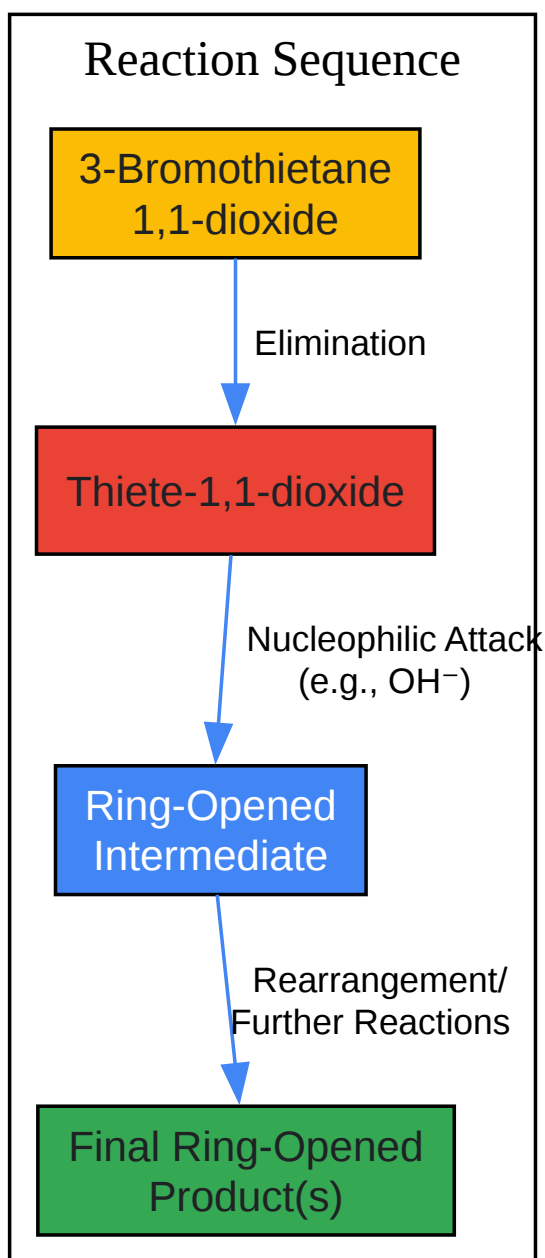 Reaction Sequence
3-Bromothietane
1,1-dioxide
Elimination
Thiete-1,1-dioxide
Nucleophilic Attack
(e.g., OH⁻)
Ring-Opened
Intermediate
Rearrangement/
Further Reactions
Final Ring-Opened
Product(s)